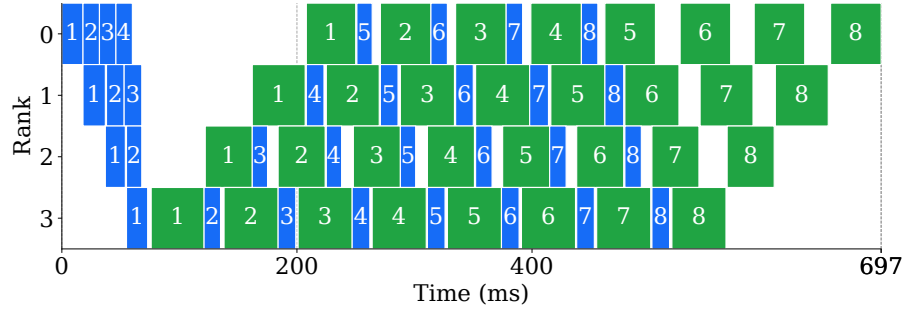 0 1 2 3 4 1 5 2 6 3 7 4 8 5 6 7 8
1 1 2 3 1 4 2 5 3 6 4 7 5 8 6 7 8
2 1 2 1 3 2 4 3 5 4 6 5 7 6 8 7 8
3 1 1 2 2 3 3 4 4 5 5 6 6 7 7 8 8
Rank
0 200 400 697
Time (ms)